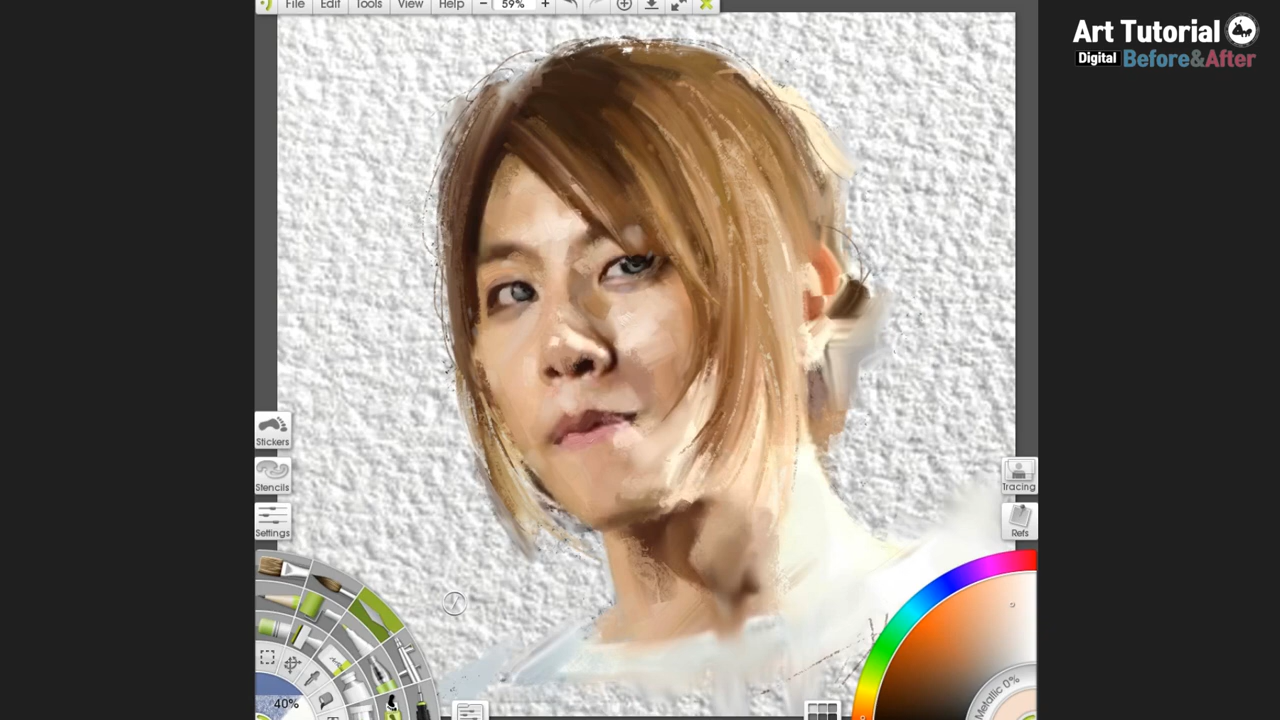 File Edit Tools View Help − 59% +
Art Tutorial
Digital Before&After
Stickers
Stencils
Settings
Tracing
Refs
Metallic 0%
40%